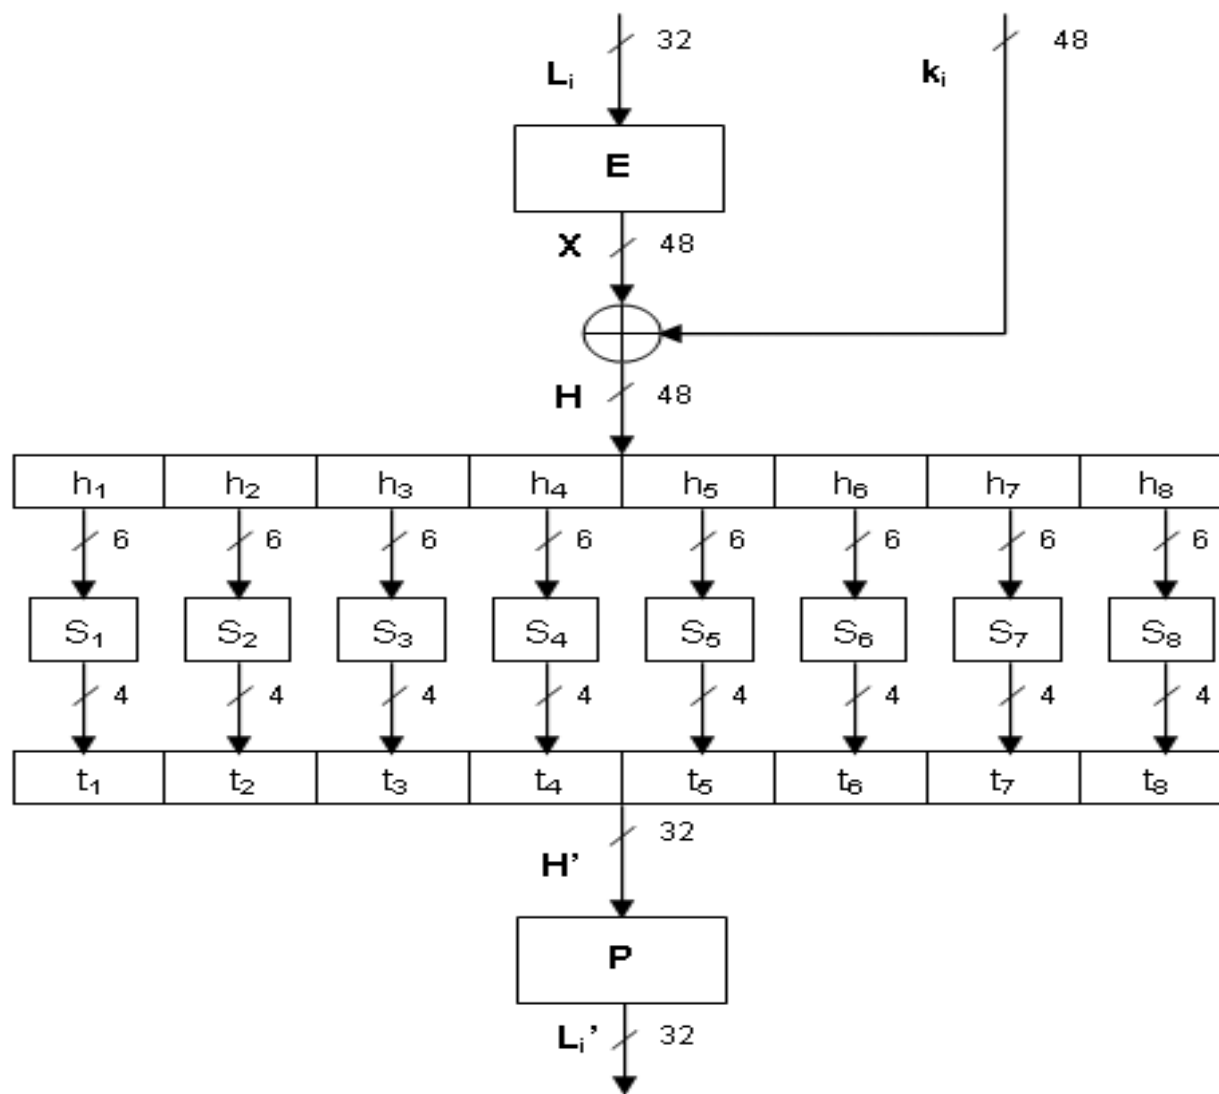 32 48
Lᵢ kᵢ
E
X 48
H 48
h₁ h₂ h₃ h₄ h₅ h₆ h₇ h₈
6 6 6 6 6 6 6 6
S₁ S₂ S₃ S₄ S₅ S₆ S₇ S₈
4 4 4 4 4 4 4 4
t₁ t₂ t₃ t₄ t₅ t₆ t₇ t₈
32
H’
P
Lᵢ’ 32